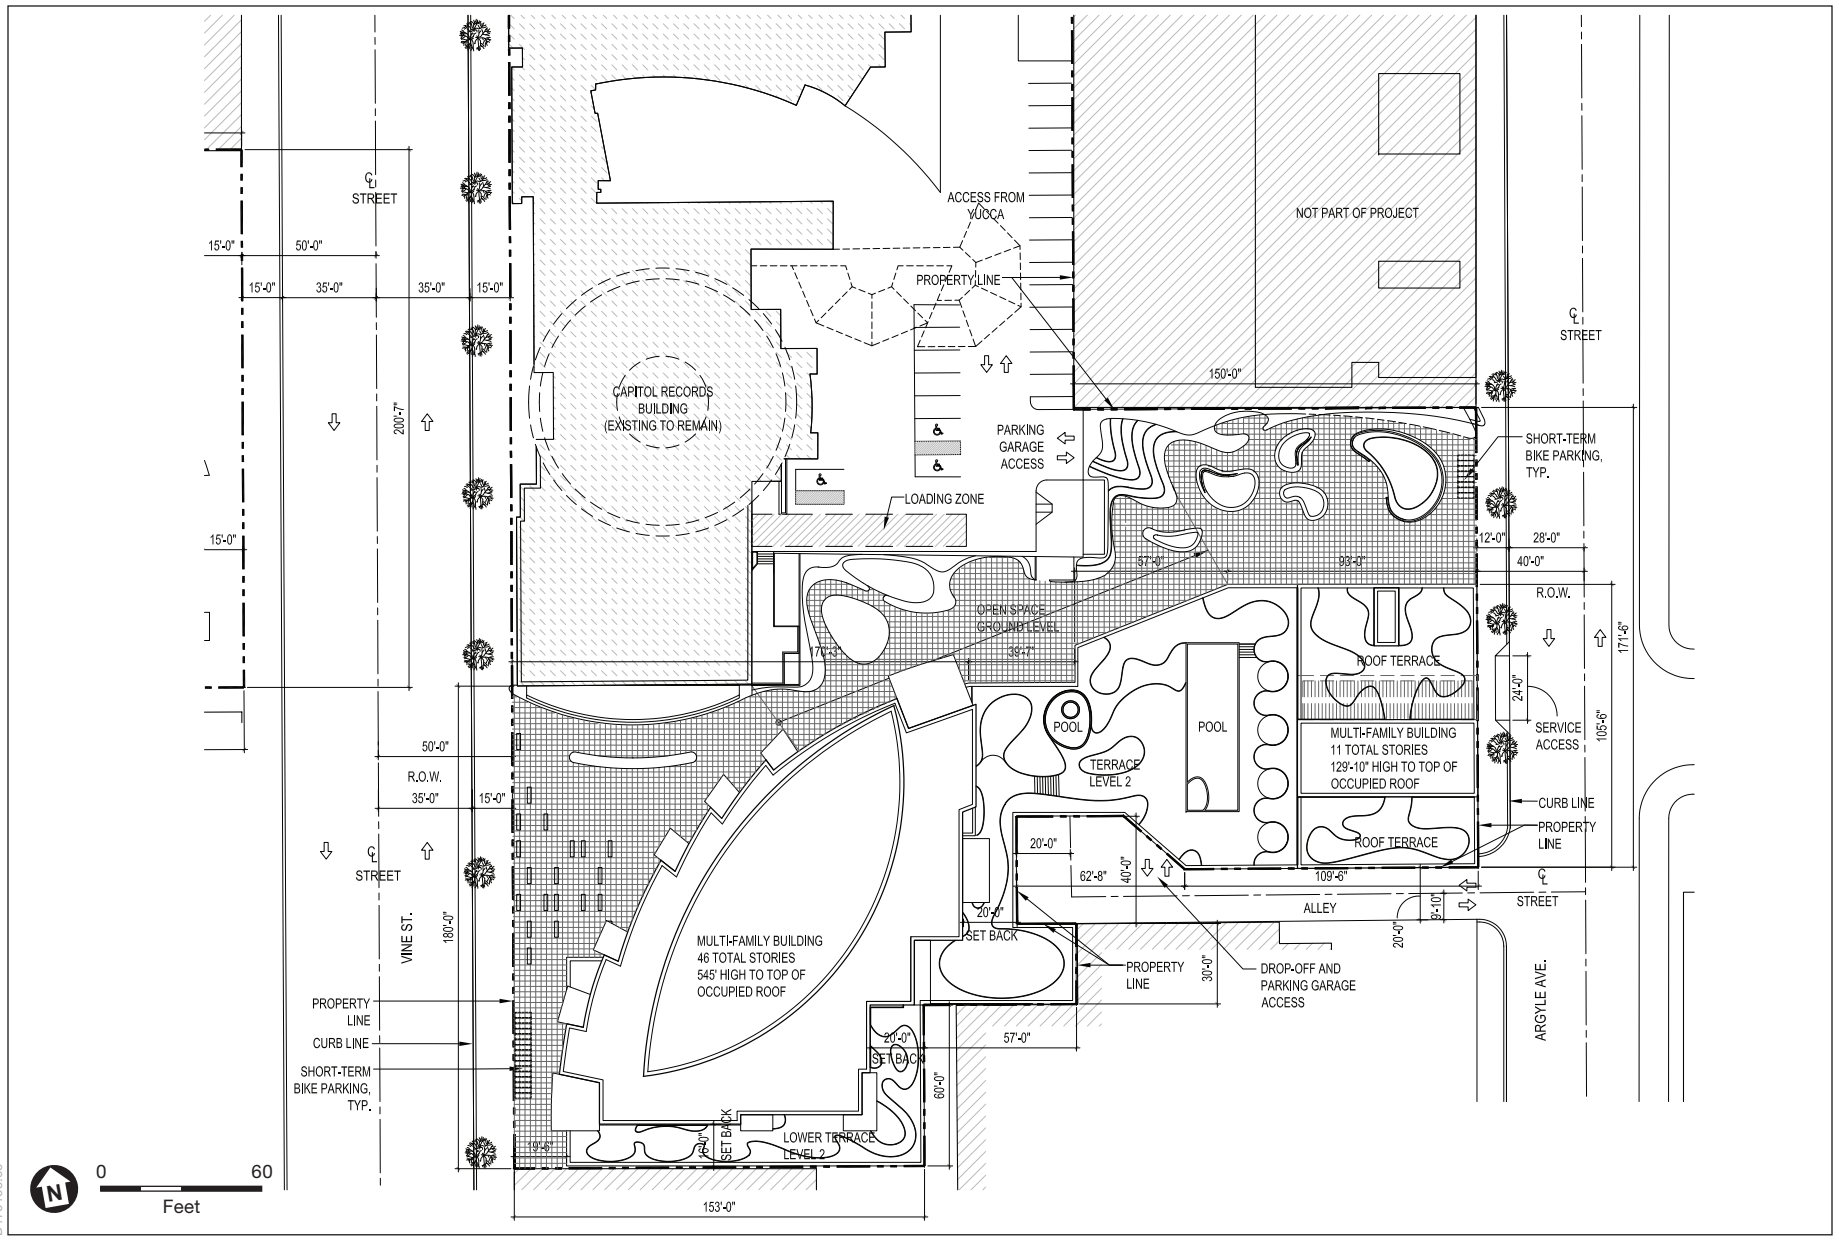 ACCESS FROM
YUCCA
NOT PART OF PROJECT
℄
STREET
15'-0"
50'-0"
15'-0"
35'-0"
35'-0"
15'-0"
PROPERTY LINE
℄
STREET
150'-0"
CAPITOL RECORDS
BUILDING
(EXISTING TO REMAIN)
200'-7"
PARKING
GARAGE
ACCESS
SHORT-TERM
BIKE PARKING,
TYP.
LOADING ZONE
15'-0"
12'-0"
28'-0"
57'-0"
93'-0"
40'-0"
R.O.W.
OPEN SPACE
GROUND LEVEL
170'-3"
39'-7"
ROOF TERRACE
171'-6"
24'-0"
105'-6"
SERVICE
ACCESS
POOL
POOL
MULTI-FAMILY BUILDING
11 TOTAL STORIES
129'-10" HIGH TO TOP OF
OCCUPIED ROOF
TERRACE
LEVEL 2
50'-0"
R.O.W.
35'-0"
15'-0"
CURB LINE
PROPERTY
LINE
ROOF TERRACE
℄
STREET
20'-0"
62'-8"
40'-0"
109'-6"
℄
STREET
ALLEY
9'-10"
20'-0"
20'-0"
SET BACK
VINE ST.
180'-0"
MULTI-FAMILY BUILDING
46 TOTAL STORIES
545' HIGH TO TOP OF
OCCUPIED ROOF
PROPERTY
LINE
30'-0"
DROP-OFF AND
PARKING GARAGE
ACCESS
ARGYLE AVE.
PROPERTY
LINE
CURB LINE
SHORT-TERM
BIKE PARKING,
TYP.
20'-0"
SET BACK
57'-0"
60'-0"
19'-6"
16'-0"
SET BACK
LOWER TERRACE
LEVEL 2
153'-0"
N
0
60
Feet